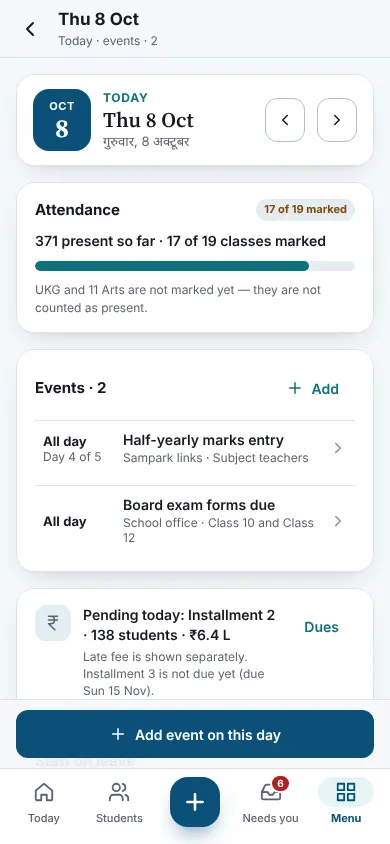 Thu 8 Oct
Today · events · 2
OCT
8
TODAY
Thu 8 Oct
गुरुवार, 8 अक्टूबर
Attendance
17 of 19 marked
371 present so far · 17 of 19 classes marked
UKG and 11 Arts are not marked yet — they are not
counted as present.
Events · 2
+ Add
All day
Day 4 of 5
Half-yearly marks entry
Sampark links · Subject teachers
All day
Board exam forms due
School office · Class 10 and Class
12
₹
Pending today: Installment 2
· 138 students · ₹6.4 L
Dues
Late fee is shown separately.
Installment 3 is not due yet (due
Sun 15 Nov).
+ Add event on this day
Staff on leave
Today
Students
+
6
Needs you
Menu